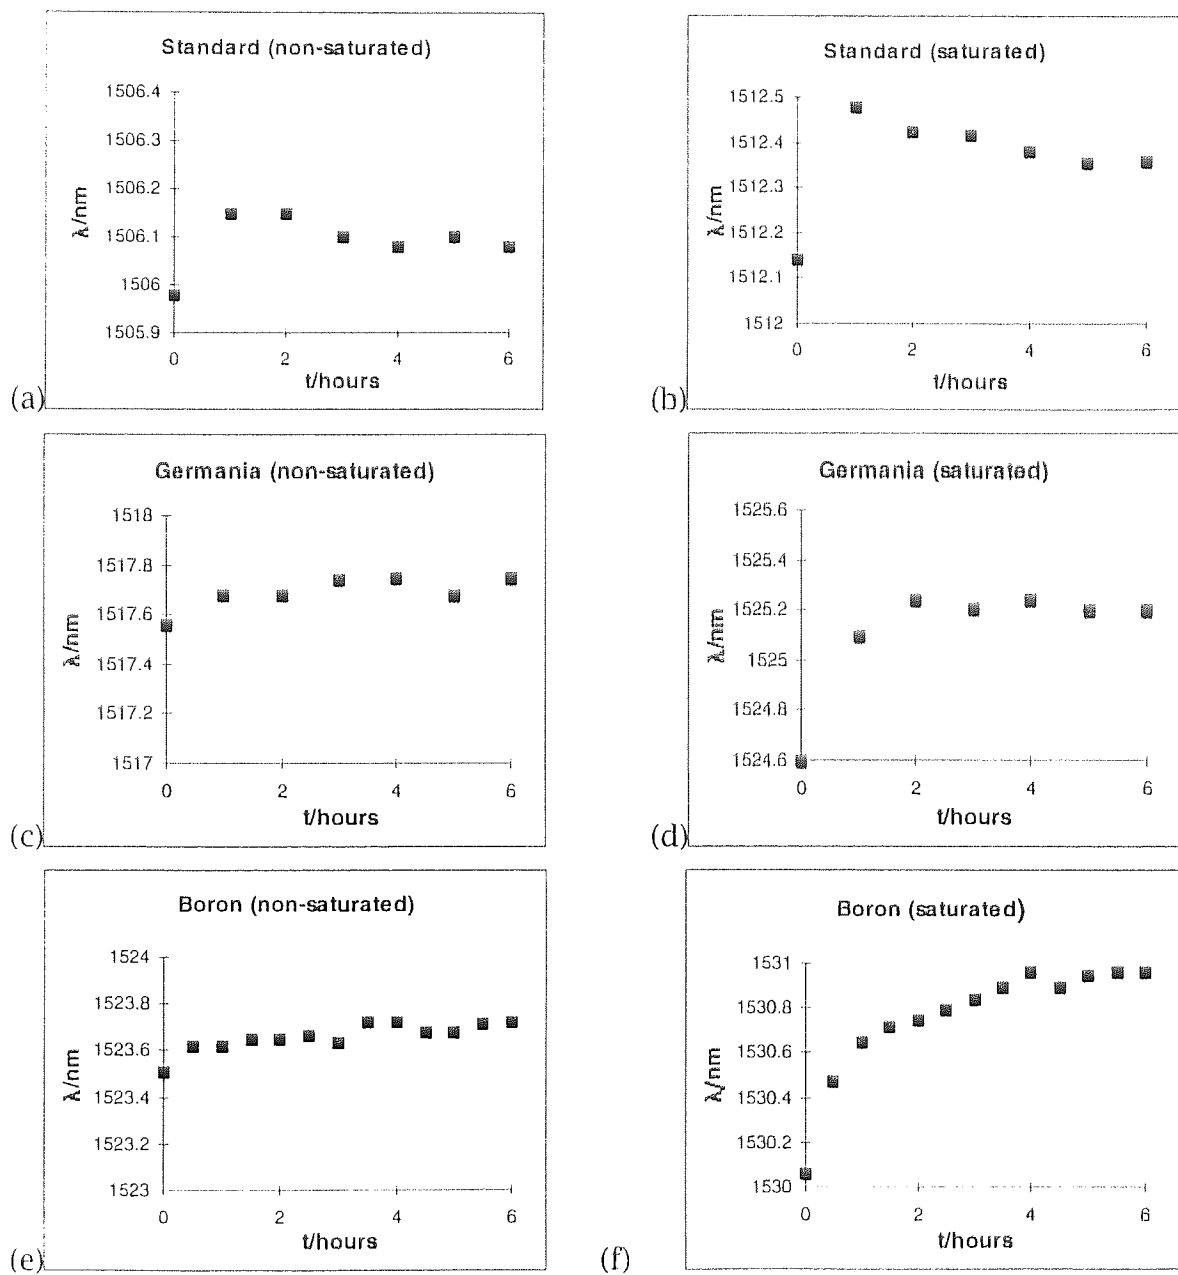 Standard (non-saturated)
1506.4
1506.3
1506.2
1506.1
1506
1505.9
λ/nm
0 2 4 6
t/hours
(a)
Standard (saturated)
1512.5
1512.4
1512.3
1512.2
1512.1
1512
λ/nm
0 2 4 6
t/hours
(b)
Germania (non-saturated)
1518
1517.8
1517.6
1517.4
1517.2
1517
λ/nm
0 2 4 6
t/hours
(c)
Germania (saturated)
1525.6
1525.4
1525.2
1525
1524.8
1524.6
λ/nm
0 2 4 6
t/hours
(d)
Boron (non-saturated)
1524
1523.8
1523.6
1523.4
1523.2
1523
λ/nm
0 2 4 6
t/hours
(e)
Boron (saturated)
1531
1530.8
1530.6
1530.4
1530.2
1530
λ/nm
0 2 4 6
t/hours
(f)